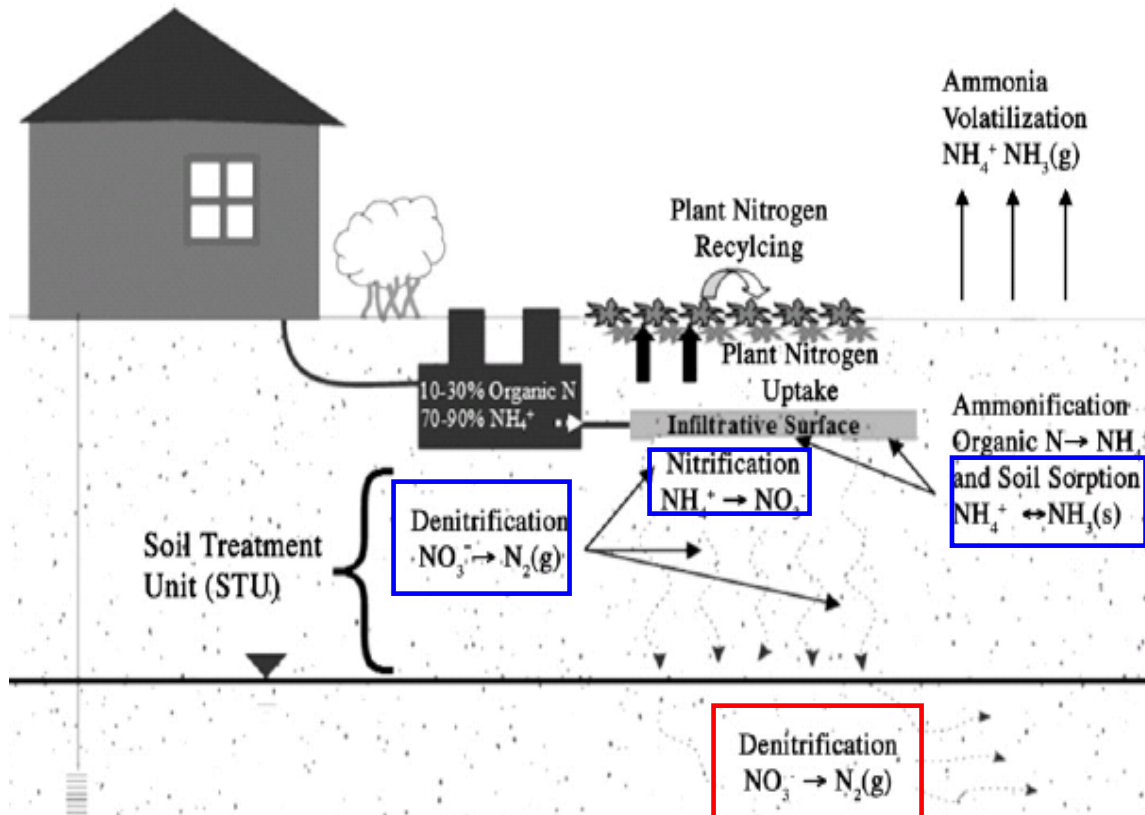 Ammonia
Volatilization
NH₄⁺ NH₃(g)
Plant Nitrogen
Recylcing
Plant Nitrogen
Uptake
10-30% Organic N
70-90% NH₄⁺
Infiltrative Surface
Ammonification
Organic N→ NH₄
and Soil Sorption
NH₄⁺ ↔NH₃(s)
Nitrification
NH₄⁺ → NO₃⁻
Denitrification
NO₃⁻→ N₂(g)
Soil Treatment
Unit (STU)
Denitrification
NO₃⁻ → N₂(g)